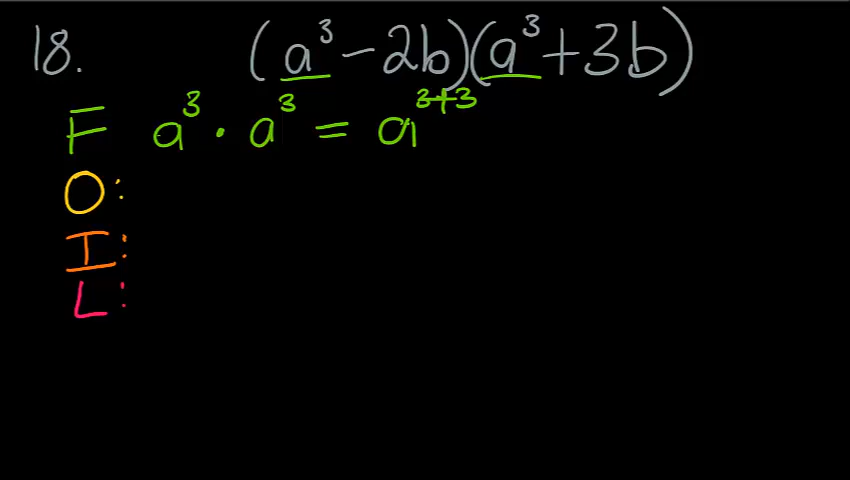 18. (a³ - 2b)(a³ + 3b)
F a³ · a³ = a³⁺³
O:
I:
L: